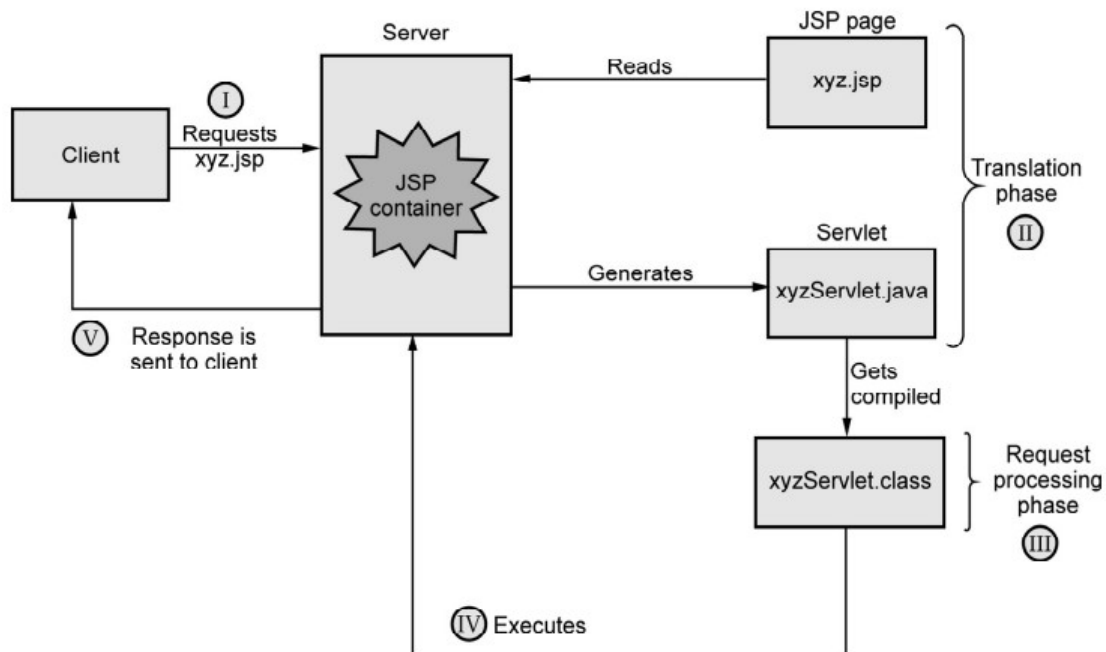 JSP page
Server
Reads
xyz.jsp
I
Requests
xyz.jsp
Client
JSP
container
Translation
phase
II
Servlet
Generates
xyzServlet.java
V
Response is
sent to client
Gets
compiled
xyzServlet.class
Request
processing
phase
III
IV Executes